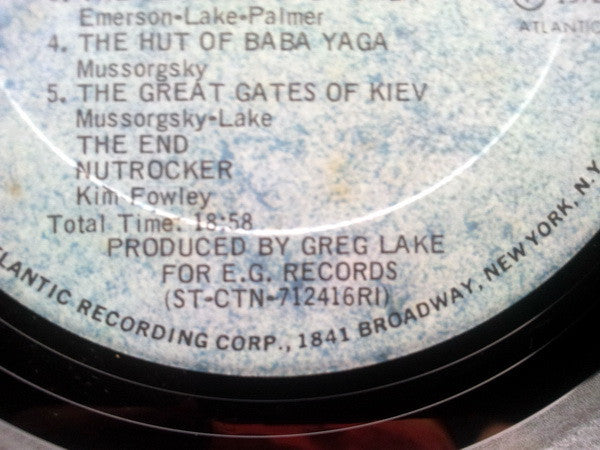 Emerson-Lake-Palmer
4. THE HUT OF BABA YAGA
Mussorgsky
5. THE GREAT GATES OF KIEV
Mussorgsky-Lake
THE END
NUTROCKER
Kim Fowley
Total Time: 18:58
PRODUCED BY GREG LAKE
FOR E.G. RECORDS
(ST-CTN-712416RI)
ATLANTIC
ATLANTIC RECORDING CORP., 1841 BROADWAY, NEW YORK, N.Y.